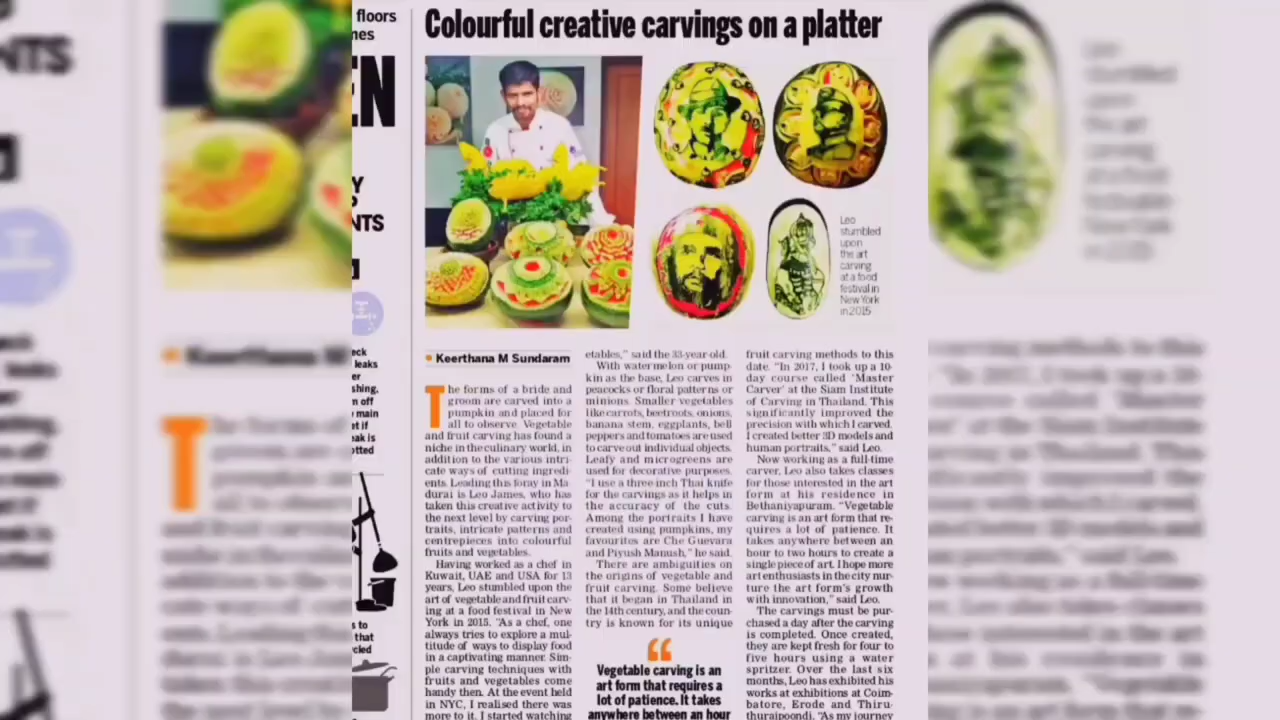 floors
mes
EN
Y
NTS
eck
leaks
er
shing,
m off
main
et if
ak is
otted
s to
that
cled
Colourful creative carvings on a platter
Leo
stumbled
upon
the art
carving
at a food
festival in
New York
in 2015
Keerthana M Sundaram
The forms of a bride and
groom are carved into a
pumpkin and placed for
all to observe. Vegetable
and fruit carving has found a
niche in the culinary world, in
addition to the various intri-
cate ways of cutting ingredi-
ents. Leading this foray in Ma-
durai is Leo James, who has
taken this creative activity to
the next level by carving por-
traits, intricate patterns and
centrepieces into colourful
fruits and vegetables.
Having worked as a chef in
Kuwait, UAE and USA for 13
years, Leo stumbled upon the
art of vegetable and fruit carv-
ing at a food festival in New
York in 2015. "As a chef, one
always tries to explore a mul-
titude of ways to display food
in a captivating manner. Sim-
ple carving techniques with
fruits and vegetables come
handy then. At the event held
in NYC, I realised there was
more to it. I started watching
etables," said the 33-year-old.
With watermelon or pump-
kin as the base, Leo carves in
peacocks or floral patterns or
minions. Smaller vegetables
like carrots, beetroots, onions,
banana stem, eggplants, bell
peppers and tomatoes are used
to carve out individual objects.
Leafy and microgreens are
used for decorative purposes.
"I use a three inch Thai knife
for the carvings as it helps in
the accuracy of the cuts.
Among the portraits I have
created using pumpkins, my
favourites are Che Guevara
and Piyush Manush," he said.
There are ambiguities on
the origins of vegetable and
fruit carving. Some believe
that it began in Thailand in
the 14th century, and the coun-
try is known for its unique
“
Vegetable carving is an
art form that requires a
lot of patience. It takes
anywhere between an hour
fruit carving methods to this
date. "In 2017, I took up a 10-
day course called 'Master
Carver' at the Siam Institute
of Carving in Thailand. This
significantly improved the
precision with which I carved.
I created better 3D models and
human portraits," said Leo.
Now working as a full-time
carver, Leo also takes classes
for those interested in the art
form at his residence in
Bethaniyapuram. "Vegetable
carving is an art form that re-
quires a lot of patience. It
takes anywhere between an
hour to two hours to create a
single piece of art. I hope more
art enthusiasts in the city nur-
ture the art form's growth
with innovation," said Leo.
The carvings must be pur-
chased a day after the carving
is completed. Once created,
they are kept fresh for four to
five hours using a water
spritzer. Over the last six
months, Leo has exhibited his
works at exhibitions at Coim-
batore, Erode and Thiru-
thuraipoondi. "As my journey